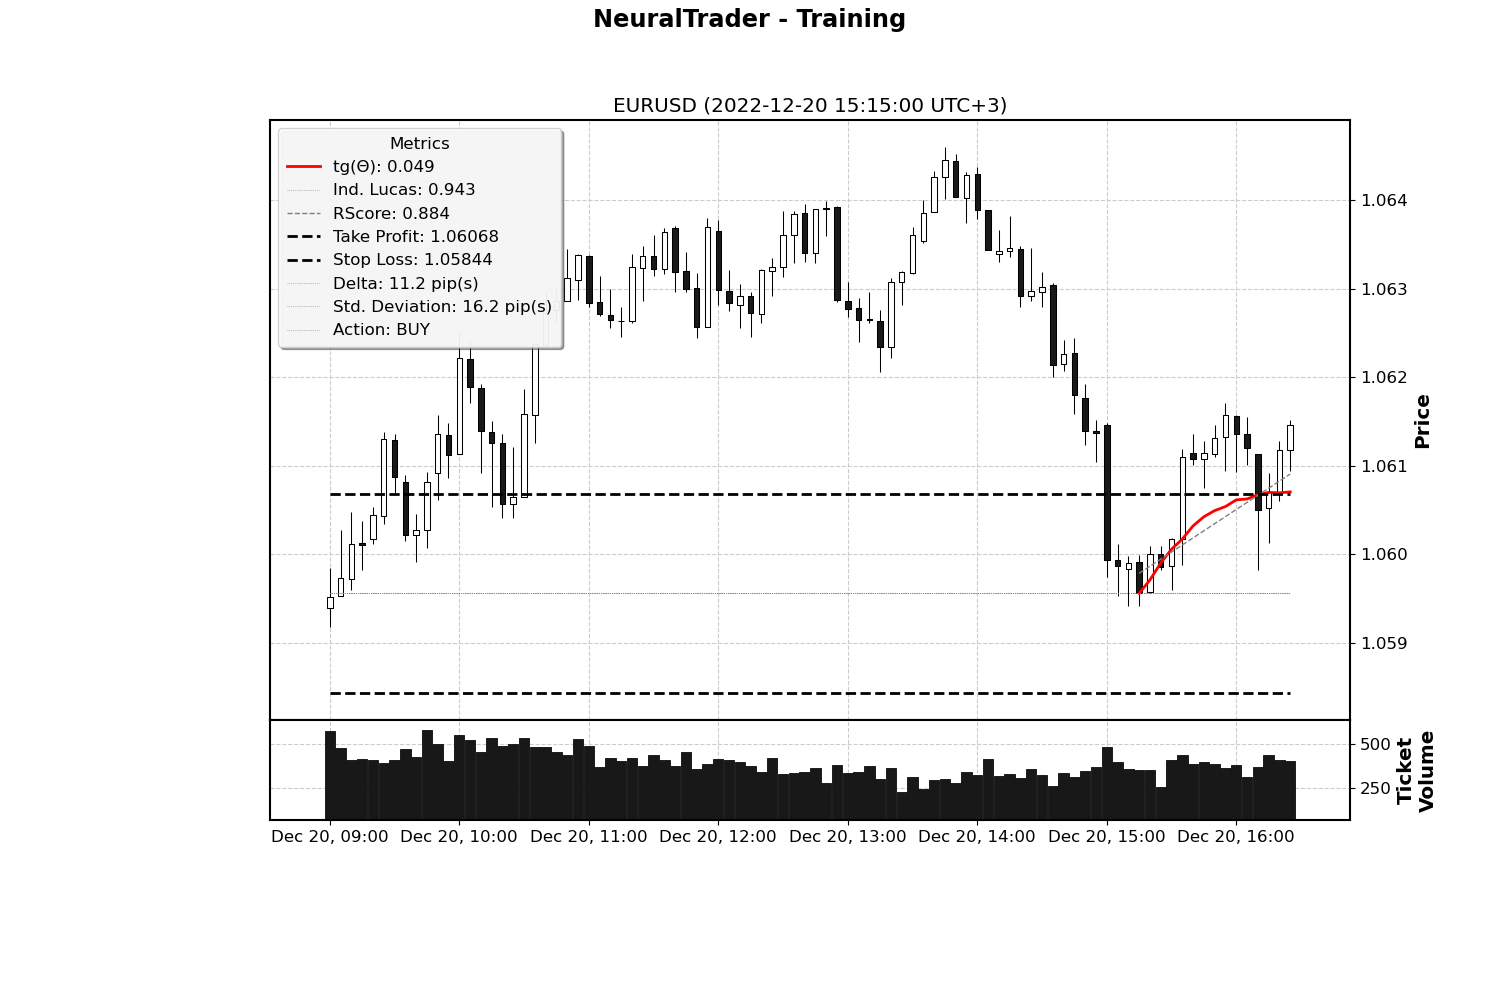 NeuralTrader - Training
EURUSD (2022-12-20 15:15:00 UTC+3)
Metrics
tg(Θ): 0.049
Ind. Lucas: 0.943
RScore: 0.884
Take Profit: 1.06068
Stop Loss: 1.05844
Delta: 11.2 pip(s)
Std. Deviation: 16.2 pip(s)
Action: BUY
1.064
1.063
1.062
1.061
1.060
1.059
Price
500
250
Ticket
Volume
Dec 20, 09:00 Dec 20, 10:00 Dec 20, 11:00 Dec 20, 12:00 Dec 20, 13:00 Dec 20, 14:00 Dec 20, 15:00 Dec 20, 16:00